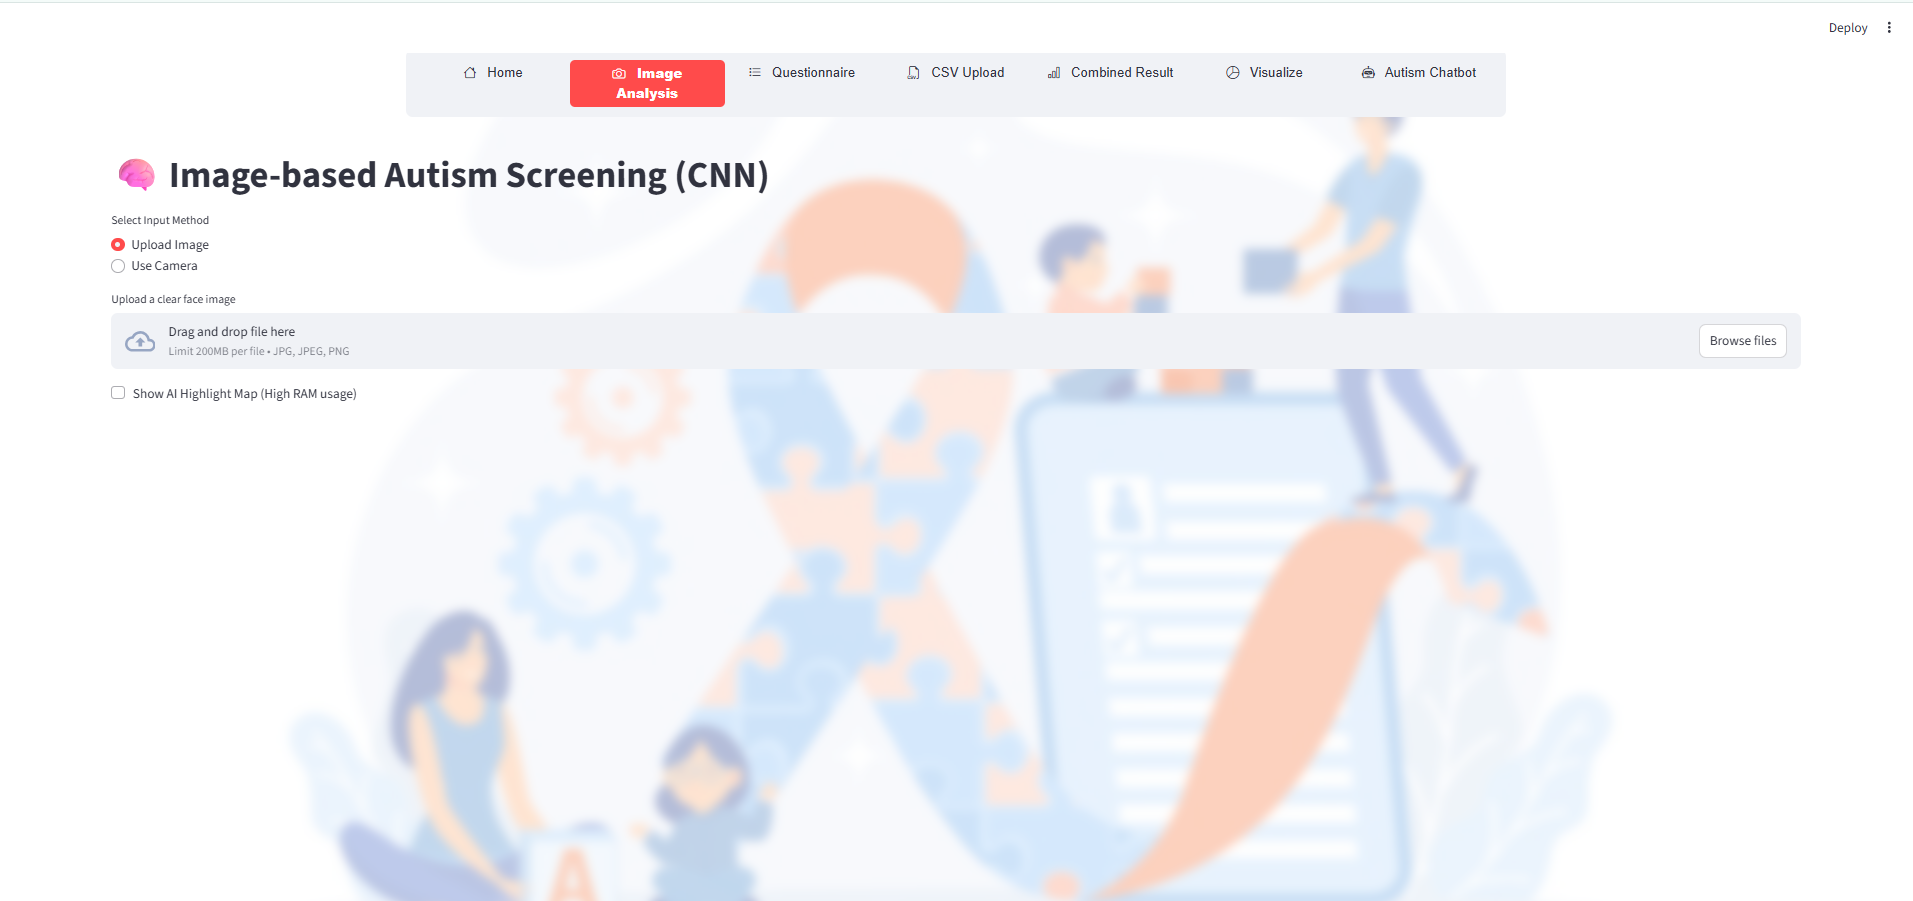 Deploy
Home
Image
Analysis
Questionnaire
CSV Upload
Combined Result
Visualize
Autism Chatbot
Image-based Autism Screening (CNN)
Select Input Method
Upload Image
Use Camera
Upload a clear face image
Drag and drop file here
Limit 200MB per file • JPG, JPEG, PNG
Browse files
Show AI Highlight Map (High RAM usage)
A